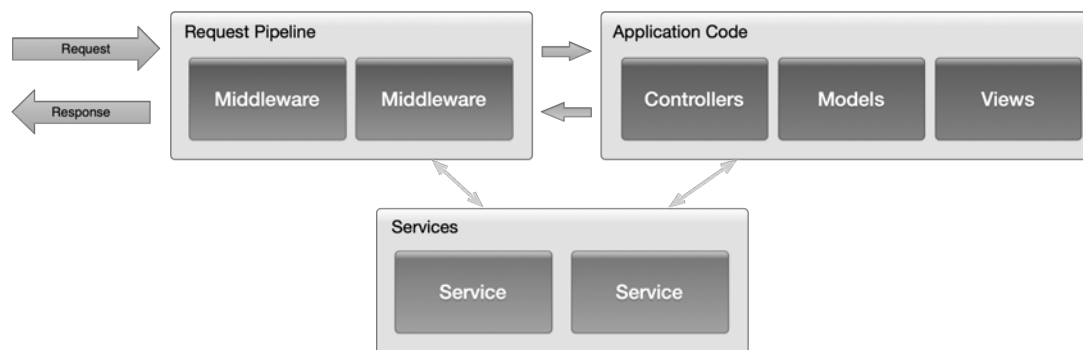 Request Pipeline
Application Code
Request
Response
Middleware
Middleware
Controllers
Models
Views
Services
Service
Service